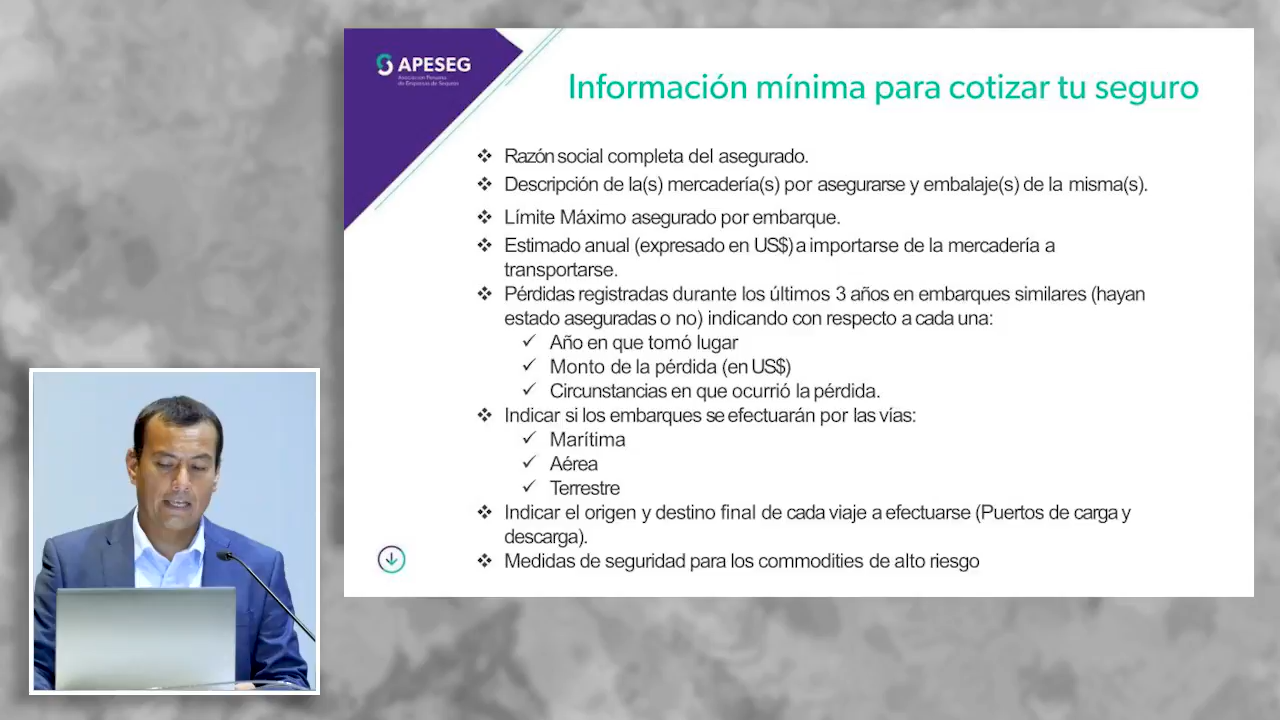 APESEG
Asociación Peruana
de Empresas de Seguros
Información mínima para cotizar tu seguro
❖ Razón social completa del asegurado.
❖ Descripción de la(s) mercadería(s) por asegurarse y embalaje(s) de la misma(s).
❖ Límite Máximo asegurado por embarque.
❖ Estimado anual (expresado en US$) a importarse de la mercadería a
transportarse.
❖ Pérdidas registradas durante los últimos 3 años en embarques similares (hayan
estado aseguradas o no) indicando con respecto a cada una:
✓ Año en que tomó lugar
✓ Monto de la pérdida (en US$)
✓ Circunstancias en que ocurrió la pérdida.
❖ Indicar si los embarques se efectuarán por las vías:
✓ Marítima
✓ Aérea
✓ Terrestre
❖ Indicar el origen y destino final de cada viaje a efectuarse (Puertos de carga y
descarga).
❖ Medidas de seguridad para los commodities de alto riesgo